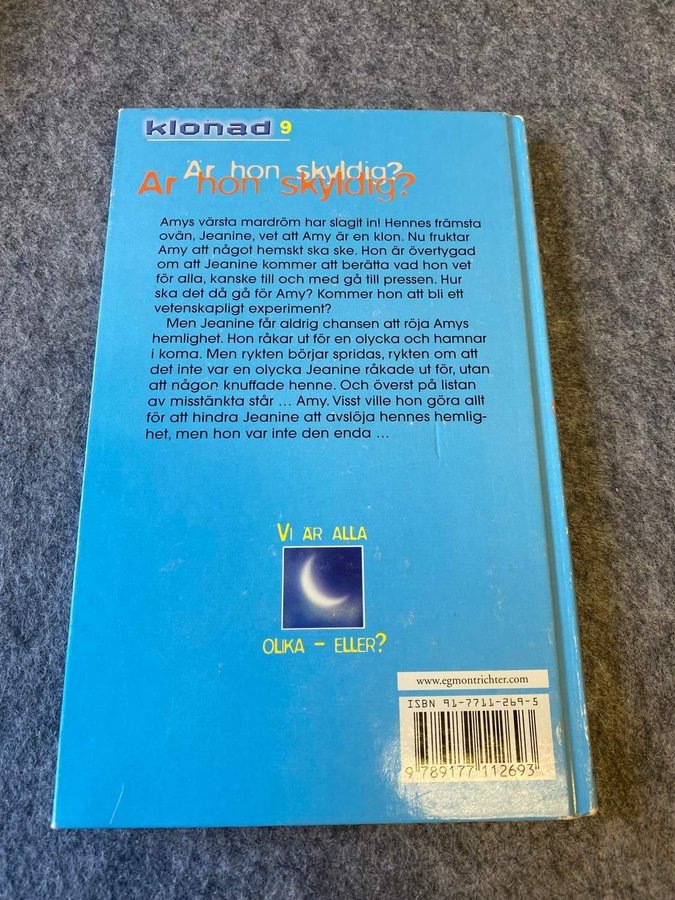 klonad 9
Är hon skyldig?
Är hon skyldig?
Amys värsta mardröm har slagit in! Hennes främsta
ovän, Jeanine, vet att Amy är en klon. Nu fruktar
Amy att något hemskt ska ske. Hon är övertygad
om att Jeanine kommer att berätta vad hon vet
för alla, kanske till och med gå till pressen. Hur
ska det då gå för Amy? Kommer hon att bli ett
vetenskapligt experiment?
Men Jeanine får aldrig chansen att röja Amys
hemlighet. Hon råkar ut för en olycka och hamnar
i koma. Men rykten börjar spridas, rykten om att
det inte var en olycka Jeanine råkade ut för, utan
att någon knuffade henne. Och överst på listan
av misstänkta står ... Amy. Visst ville hon göra allt
för att hindra Jeanine att avslöja hennes hemlig-
het, men hon var inte den enda ...
VI ÄR ALLA
OLIKA – ELLER?
www.egmontrichter.com
ISBN 91-7711-269-5
9 789177 112693